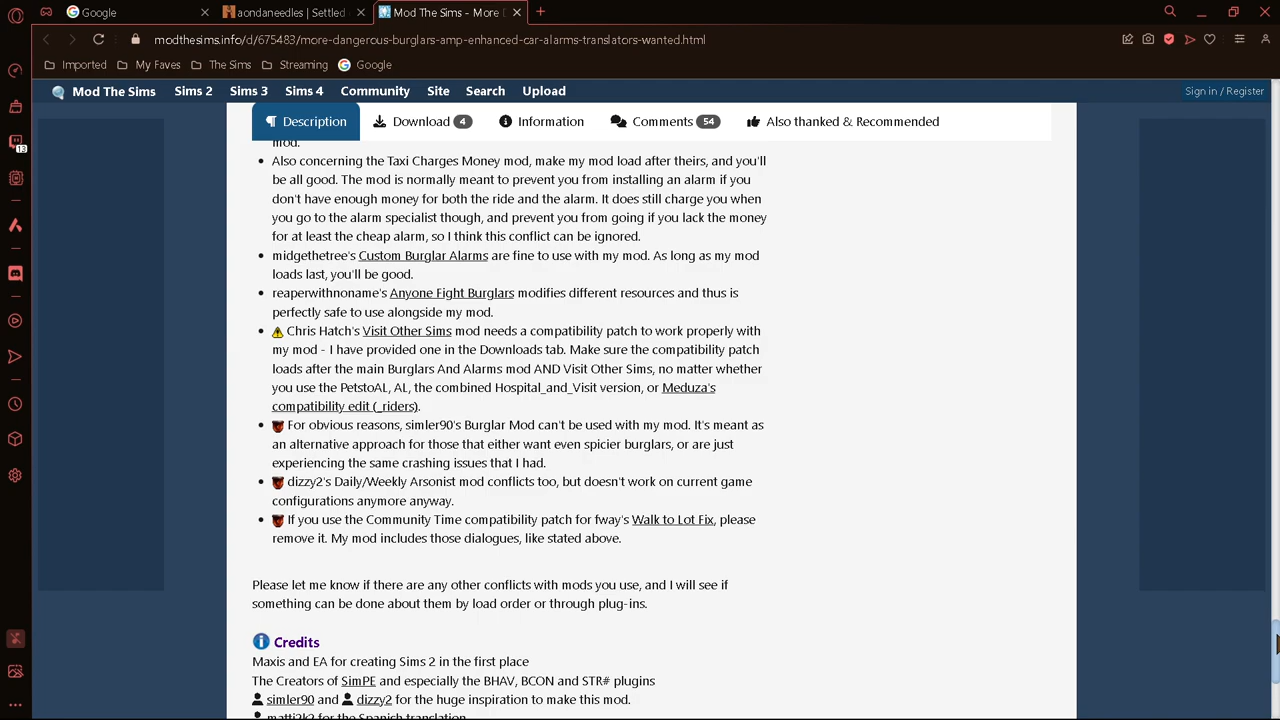 Google
aondaneedles | Settled
Mod The Sims - More D
modthesims.info/d/675483/more-dangerous-burglars-amp-enhanced-car-alarms-translators-wanted.html
Imported
My Faves
The Sims
Streaming
Google
Mod The Sims
Sims 2
Sims 3
Sims 4
Community
Site
Search
Upload
Sign in / Register
Description
Download 4
Information
Comments 54
Also thanked & Recommended
13
mod.
• Also concerning the Taxi Charges Money mod, make my mod load after theirs, and you'll
be all good. The mod is normally meant to prevent you from installing an alarm if you
don't have enough money for both the ride and the alarm. It does still charge you when
you go to the alarm specialist though, and prevent you from going if you lack the money
for at least the cheap alarm, so I think this conflict can be ignored.
• midgethetree's Custom Burglar Alarms are fine to use with my mod. As long as my mod
loads last, you'll be good.
• reaperwithnoname's Anyone Fight Burglars modifies different resources and thus is
perfectly safe to use alongside my mod.
• Chris Hatch's Visit Other Sims mod needs a compatibility patch to work properly with
my mod - I have provided one in the Downloads tab. Make sure the compatibility patch
loads after the main Burglars And Alarms mod AND Visit Other Sims, no matter whether
you use the PetstoAL, AL, the combined Hospital_and_Visit version, or Meduza's
compatibility edit (_riders).
• For obvious reasons, simler90's Burglar Mod can't be used with my mod. It's meant as
an alternative approach for those that either want even spicier burglars, or are just
experiencing the same crashing issues that I had.
• dizzy2's Daily/Weekly Arsonist mod conflicts too, but doesn't work on current game
configurations anymore anyway.
• If you use the Community Time compatibility patch for fway's Walk to Lot Fix, please
remove it. My mod includes those dialogues, like stated above.
Please let me know if there are any other conflicts with mods you use, and I will see if
something can be done about them by load order or through plug-ins.
Credits
Maxis and EA for creating Sims 2 in the first place
The Creators of SimPE and especially the BHAV, BCON and STR# plugins
simler90 and dizzy2 for the huge inspiration to make this mod.
matti2k2 for the Spanish translation